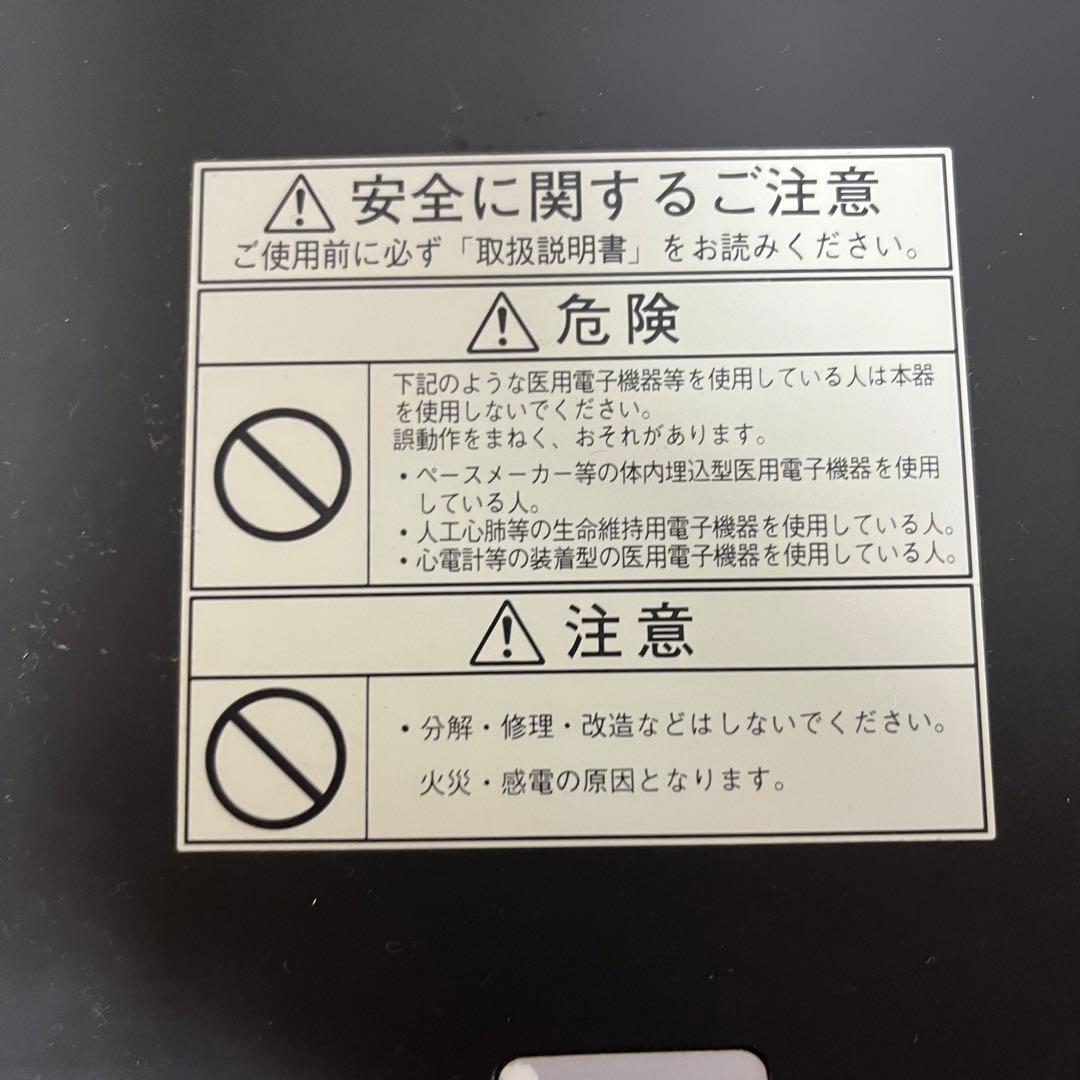 安全に関するご注意
ご使用前に必ず「取扱説明書」をお読みください。
危険
下記のような医用電子機器等を使用している人は本器
を使用しないでください。
誤動作をまねく、おそれがあります。
・ペースメーカー等の体内埋込型医用電子機器を使用
している人。
・人工心肺等の生命維持用電子機器を使用している人。
・心電計等の装着型の医用電子機器を使用している人。
注意
・分解・修理・改造などはしないでください。
火災・感電の原因となります。